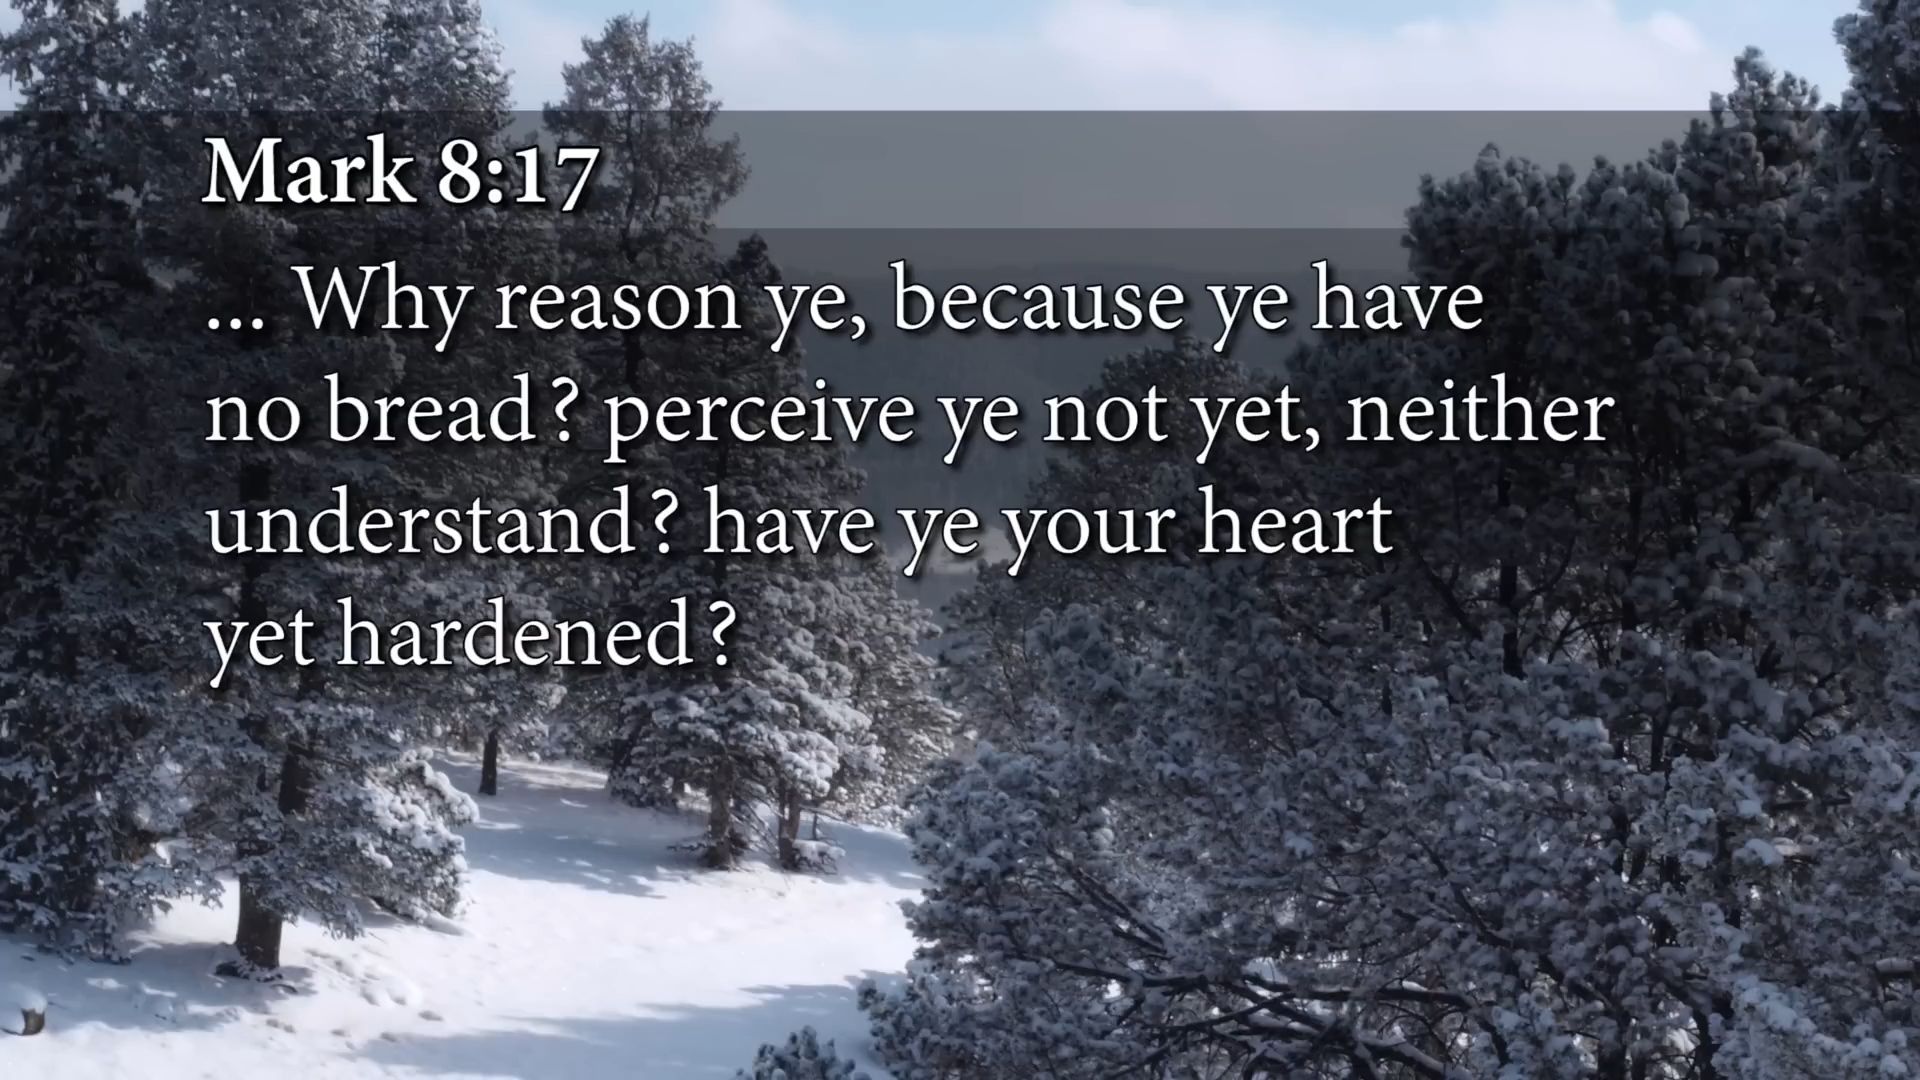 Mark 8:17
... Why reason ye, because ye have
no bread? perceive ye not yet, neither
understand? have ye your heart
yet hardened?